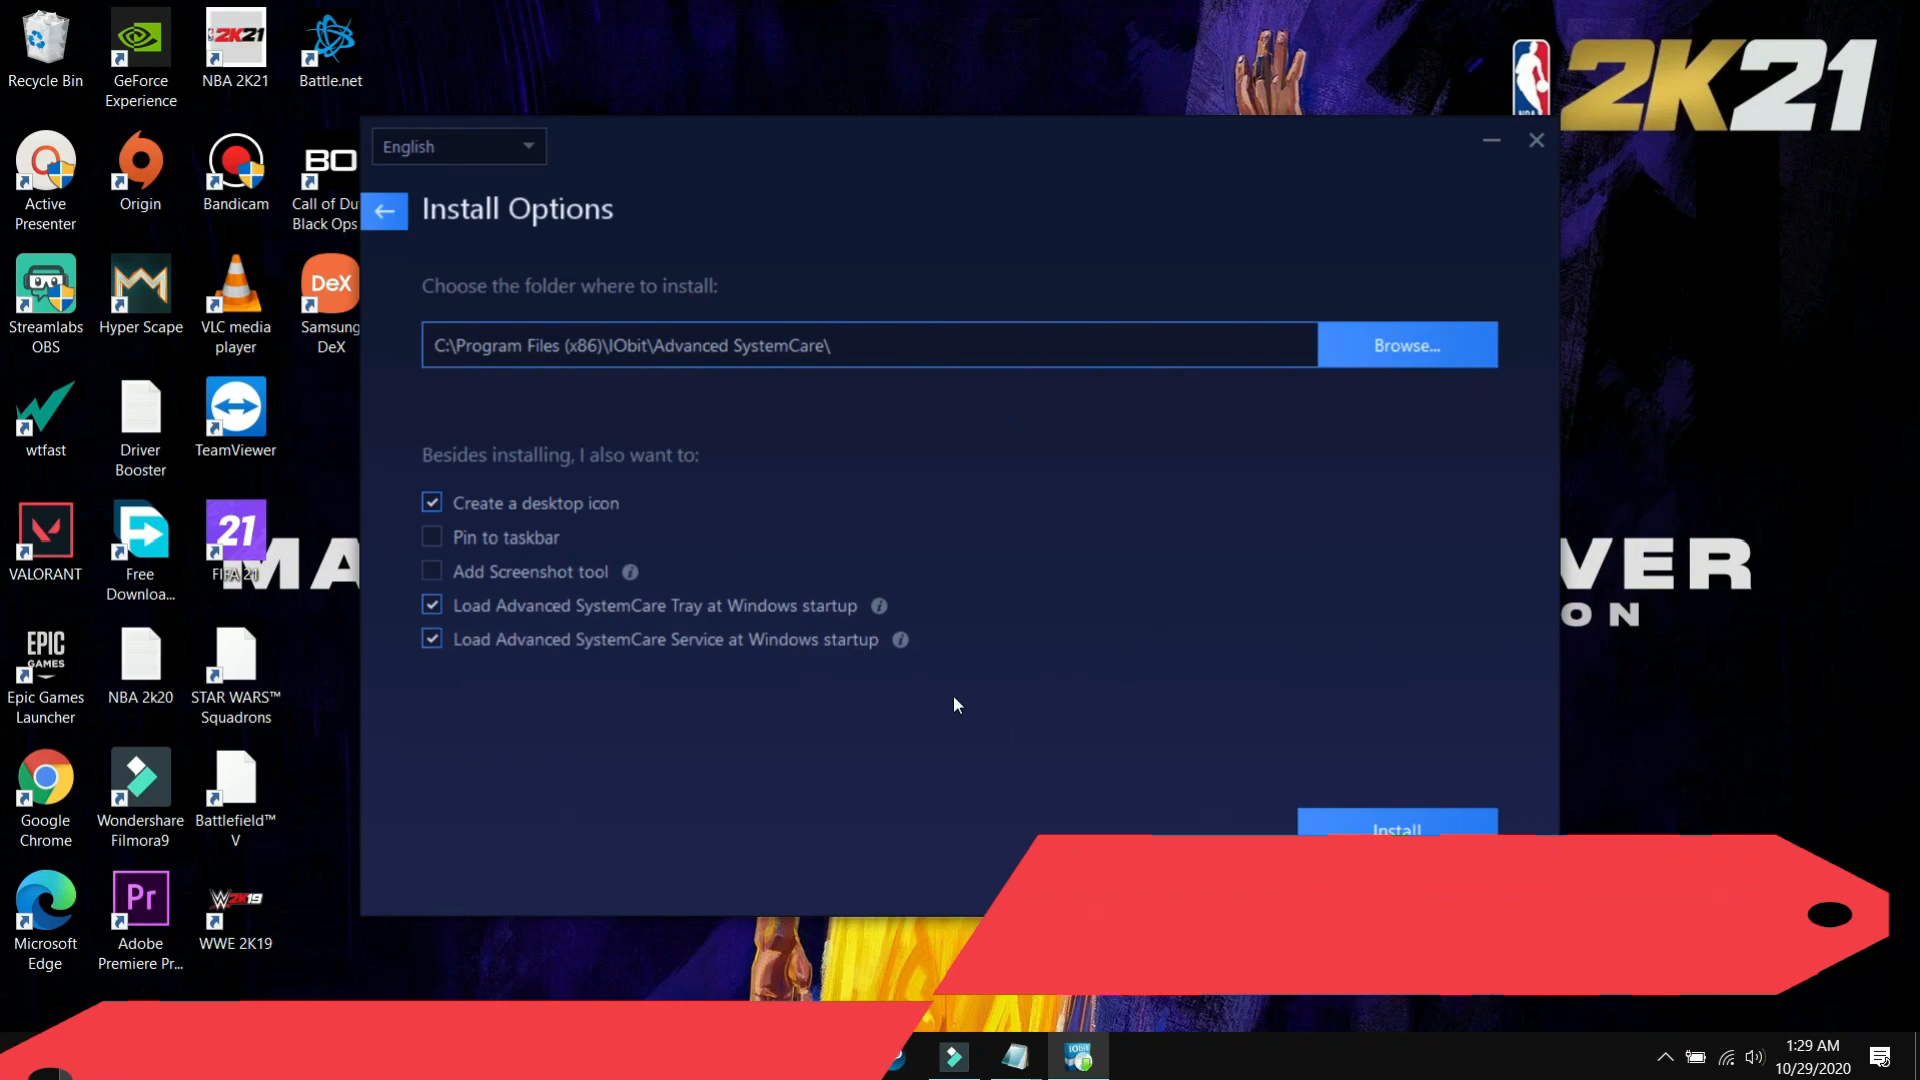 Recycle Bin
GeForce
Experience
2K21
NBA 2K21
Battle.net
NBA
2K21
Active
Presenter
Origin
Bandicam
BO
Call of Du
Black Ops
Streamlabs
OBS
Hyper Scape
VLC media
player
DeX
Samsung
DeX
wtfast
Driver
Booster
TeamViewer
VALORANT
Free
Downloa...
21
FIFA 21
MA
VER
ON
EPIC
GAMES
Epic Games
Launcher
NBA 2k20
STAR WARS™
Squadrons
Google
Chrome
Wondershare
Filmora9
Battlefield™
V
Microsoft
Edge
Pr
Adobe
Premiere Pr...
W2K19
WWE 2K19
English
Install Options
Choose the folder where to install:
C:\Program Files (x86)\IObit\Advanced SystemCare\
Browse...
Besides installing, I also want to:
Create a desktop icon
Pin to taskbar
Add Screenshot tool
Load Advanced SystemCare Tray at Windows startup
Load Advanced SystemCare Service at Windows startup
Install
IObit
1:29 AM
10/29/2020